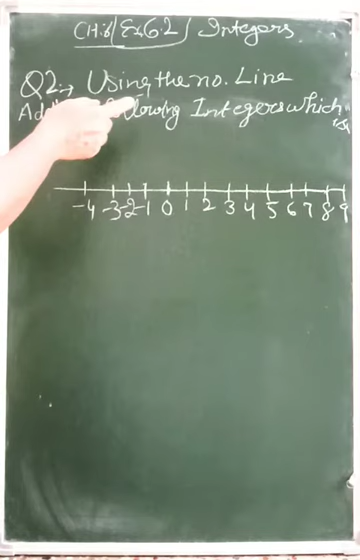 CH.6/Ex 6.2/ Integers
Q2.→ Using the no. Line
Add Following Integers which is
-4 -3 -2 -1 0 1 2 3 4 5 6 7 8 9